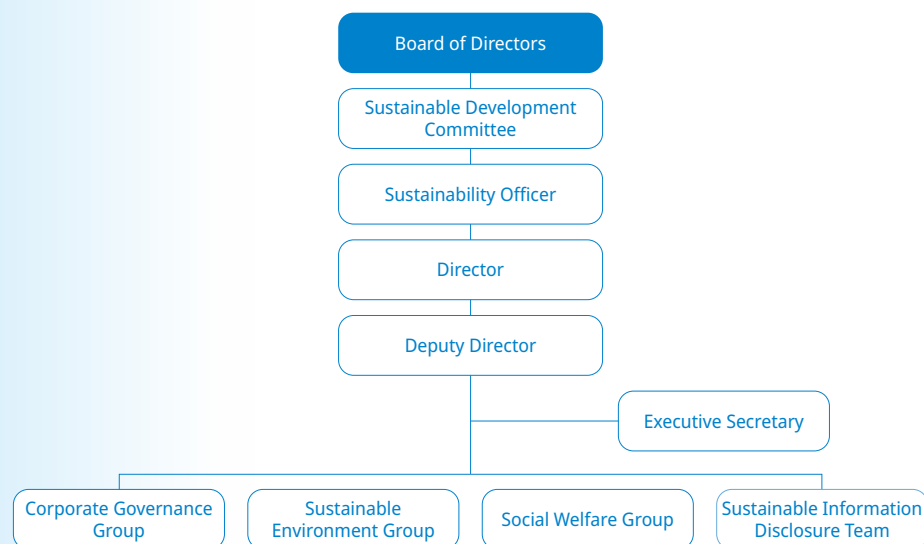 Board of Directors
Sustainable Development
Committee
Sustainability Officer
Director
Deputy Director
Executive Secretary
Corporate Governance
Group
Sustainable
Environment Group
Social Welfare Group
Sustainable Information
Disclosure Team